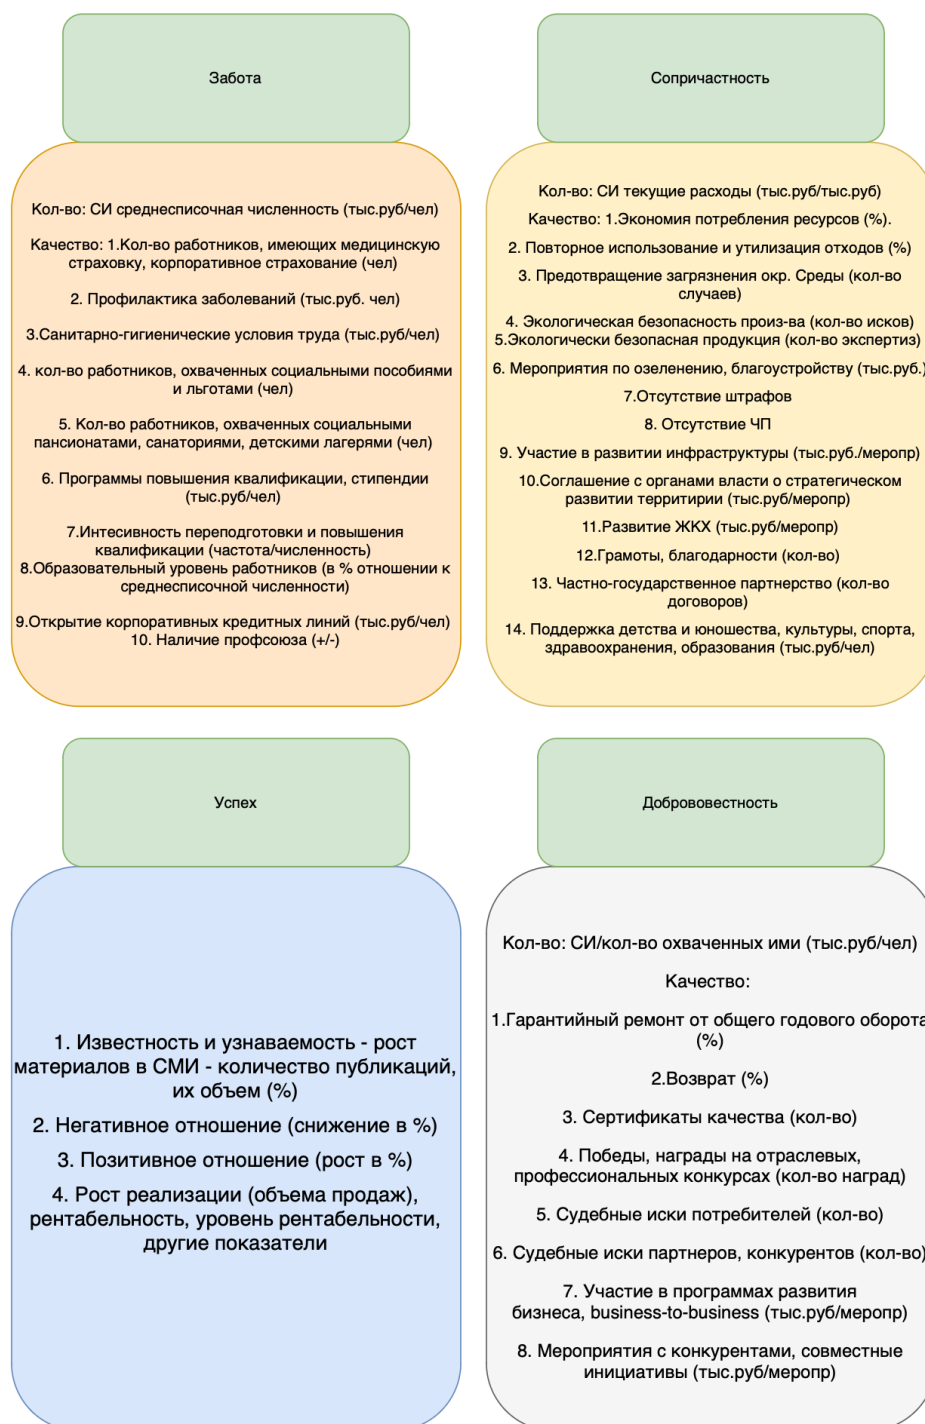 Забота
Кол-во: СИ среднесписочная численность (тыс.руб/чел)
Качество: 1.Кол-во работников, имеющих медицинскую
страховку, корпоративное страхование (чел)
2. Профилактика заболеваний (тыс.руб. чел)
3.Санитарно-гигиенические условия труда (тыс.руб/чел)
4. кол-во работников, охваченных социальными пособиями
и льготами (чел)
5. Кол-во работников, охваченных социальными
пансионатами, санаториями, детскими лагерями (чел)
6. Программы повышения квалификации, стипендии
(тыс.руб/чел)
7.Интесивность переподготовки и повышения
квалификации (частота/численность)
8.Образовательный уровень работников (в % отношении к
среднесписочной численности)
9.Открытие корпоративных кредитных линий (тыс.руб/чел)
10. Наличие профсоюза (+/-)
Сопричастность
Кол-во: СИ текущие расходы (тыс.руб/тыс.руб)
Качество: 1.Экономия потребления ресурсов (%).
2. Повторное использование и утилизация отходов (%)
3. Предотвращение загрязнения окр. Среды (кол-во
случаев)
4. Экологическая безопасность произ-ва (кол-во исков)
5.Экологически безопасная продукция (кол-во экспертиз)
6. Мероприятия по озеленению, благоустройству (тыс.руб.)
7.Отсутствие штрафов
8. Отсутствие ЧП
9. Участие в развитии инфраструктуры (тыс.руб./меропр)
10.Соглашение с органами власти о стратегическом
развитии территирии (тыс.руб/меропр)
11.Развитие ЖКХ (тыс.руб/меропр)
12.Грамоты, благодарности (кол-во)
13. Частно-государственное партнерство (кол-во
договоров)
14. Поддержка детства и юношества, культуры, спорта,
здравоохранения, образования (тыс.руб/чел)
Успех
1. Известность и узнаваемость - рост
материалов в СМИ - количество публикаций,
их объем (%)
2. Негативное отношение (снижение в %)
3. Позитивное отношение (рост в %)
4. Рост реализации (объема продаж),
рентабельность, уровень рентабельности,
другие показатели
Добрововестность
Кол-во: СИ/кол-во охваченных ими (тыс.руб/чел)
Качество:
1.Гарантийный ремонт от общего годового оборота
(%)
2.Возврат (%)
3. Сертификаты качества (кол-во)
4. Победы, награды на отраслевых,
профессиональных конкурсах (кол-во наград)
5. Судебные иски потребителей (кол-во)
6. Судебные иски партнеров, конкурентов (кол-во)
7. Участие в программах развития
бизнеса, business-to-business (тыс.руб/меропр)
8. Мероприятия с конкурентами, совместные
инициативы (тыс.руб/меропр)